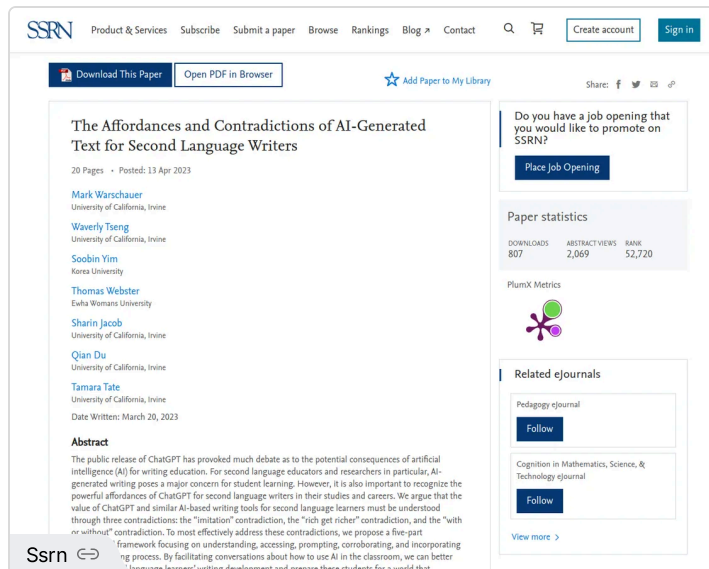 SSRN
Product & Services Subscribe Submit a paper Browse Rankings Blog ↗ Contact
Create account
Sign in
Download This Paper
Open PDF in Browser
Add Paper to My Library
Share:
The Affordances and Contradictions of AI-Generated
Text for Second Language Writers
20 Pages • Posted: 13 Apr 2023
Mark Warschauer
University of California, Irvine
Waverly Tseng
University of California, Irvine
Soobin Yim
Korea University
Thomas Webster
Ewha Womans University
Sharin Jacob
University of California, Irvine
Qian Du
University of California, Irvine
Tamara Tate
University of California, Irvine
Date Written: March 20, 2023
Abstract
The public release of ChatGPT has provoked much debate as to the potential consequences of artificial
intelligence (AI) for writing education. For second language educators and researchers in particular, AI-
generated writing poses a major concern for student learning. However, it is also important to recognize the
powerful affordances of ChatGPT for second language writers in their studies and careers. We argue that the
value of ChatGPT and similar AI-based writing tools for second language learners must be understood
through three contradictions: the "imitation" contradiction, the "rich get richer" contradiction, and the "with
or without" contradiction. To most effectively address these contradictions, we propose a five-part
framework focusing on understanding, accessing, prompting, corroborating, and incorporating
process. By facilitating conversations about how to use AI in the classroom, we can better
language learners' writing development and prepare these students for a world that
Ssrn
Do you have a job opening that
you would like to promote on
SSRN?
Place Job Opening
Paper statistics
DOWNLOADS ABSTRACT VIEWS RANK
807 2,069 52,720
PlumX Metrics
Related eJournals
Pedagogy eJournal
Follow
Cognition in Mathematics, Science, &
Technology eJournal
Follow
View more >